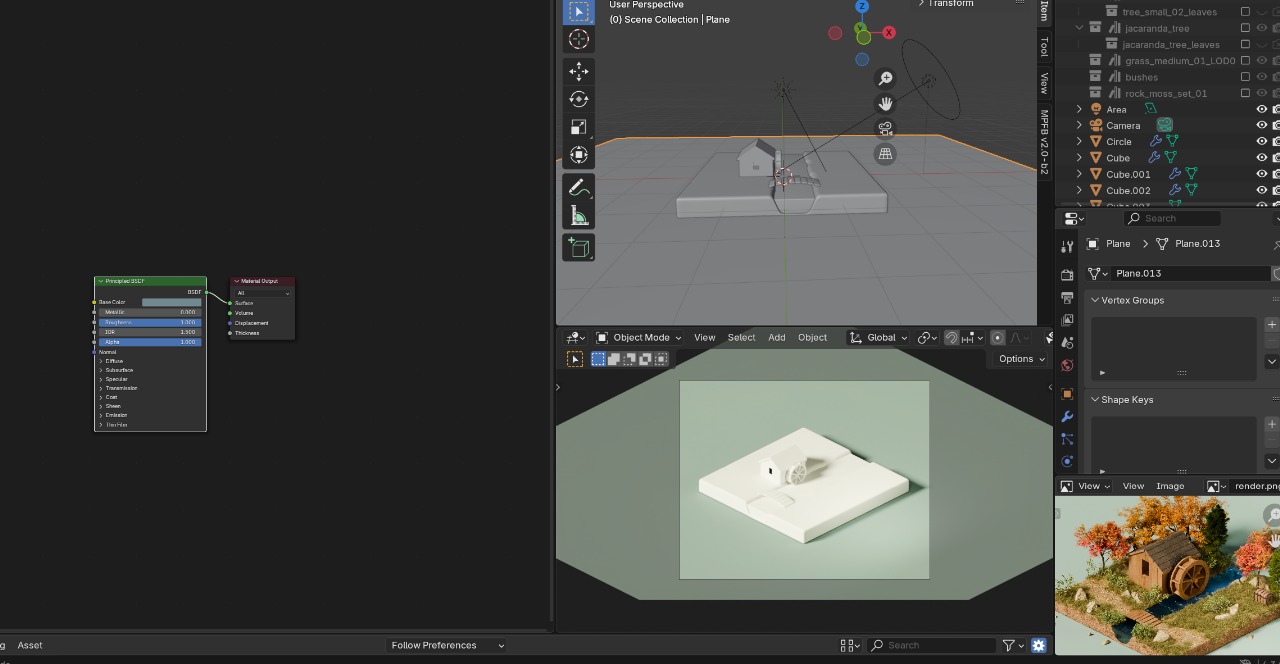 User Perspective
(0) Scene Collection | Plane
Transform
Z
X
Item
Tool
View
MPFB v2.0-b2
tree_small_02_leaves
jacaranda_tree
jacaranda_tree_leaves
grass_medium_01_LOD0
bushes
rock_moss_set_01
Area
Camera
Circle
Cube
Cube.001
Cube.002
Search
Plane
Plane.013
Plane.013
Vertex Groups
Shape Keys
View
View
Image
render.png
Principled BSDF
BSDF
Base Color
Metallic 0.000
Roughness 1.000
IOR 1.500
Alpha 1.000
Normal
Diffuse
Subsurface
Specular
Transmission
Coat
Sheen
Emission
Thin Film
Material Output
All
Surface
Volume
Displacement
Thickness
Object Mode
View
Select
Add
Object
Global
Options
Asset
Follow Preferences
Search